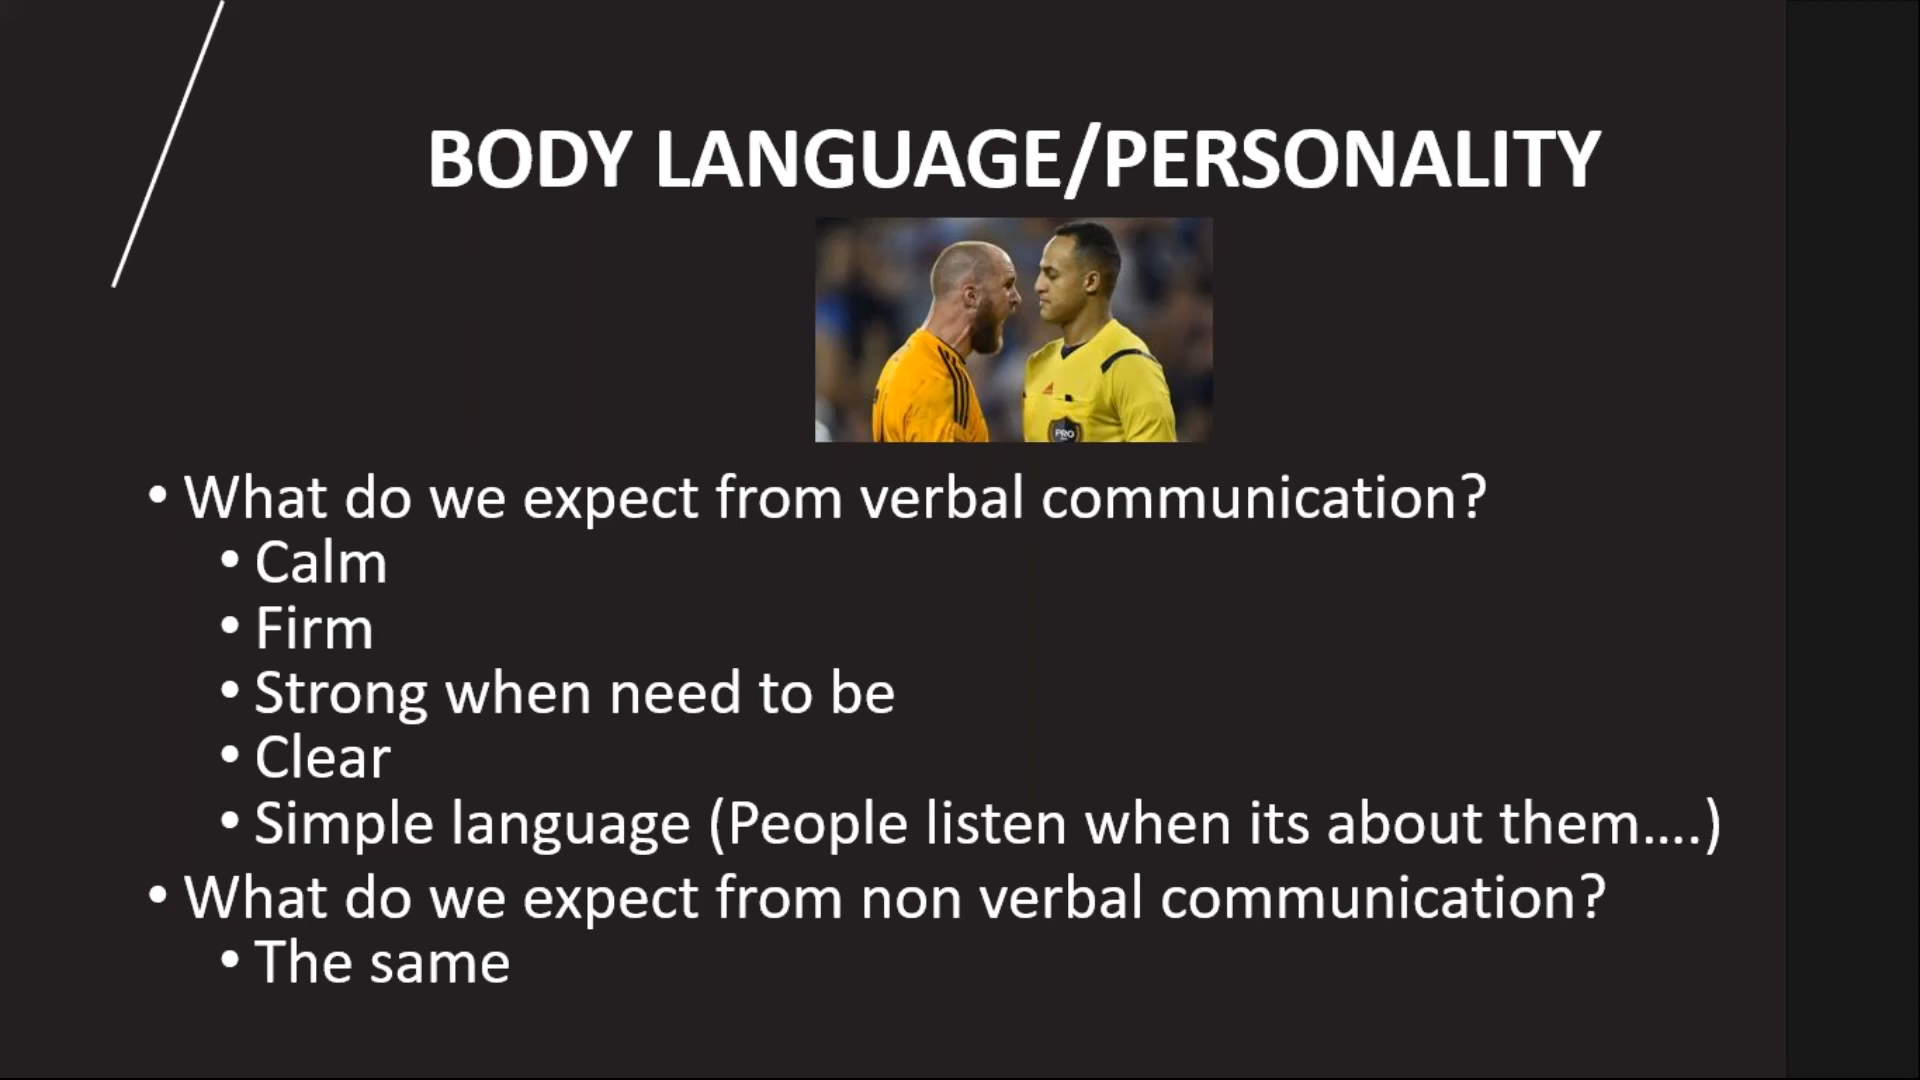 BODY LANGUAGE/PERSONALITY
PRO
• What do we expect from verbal communication?
• Calm
• Firm
• Strong when need to be
• Clear
• Simple language (People listen when its about them....)
• What do we expect from non verbal communication?
• The same